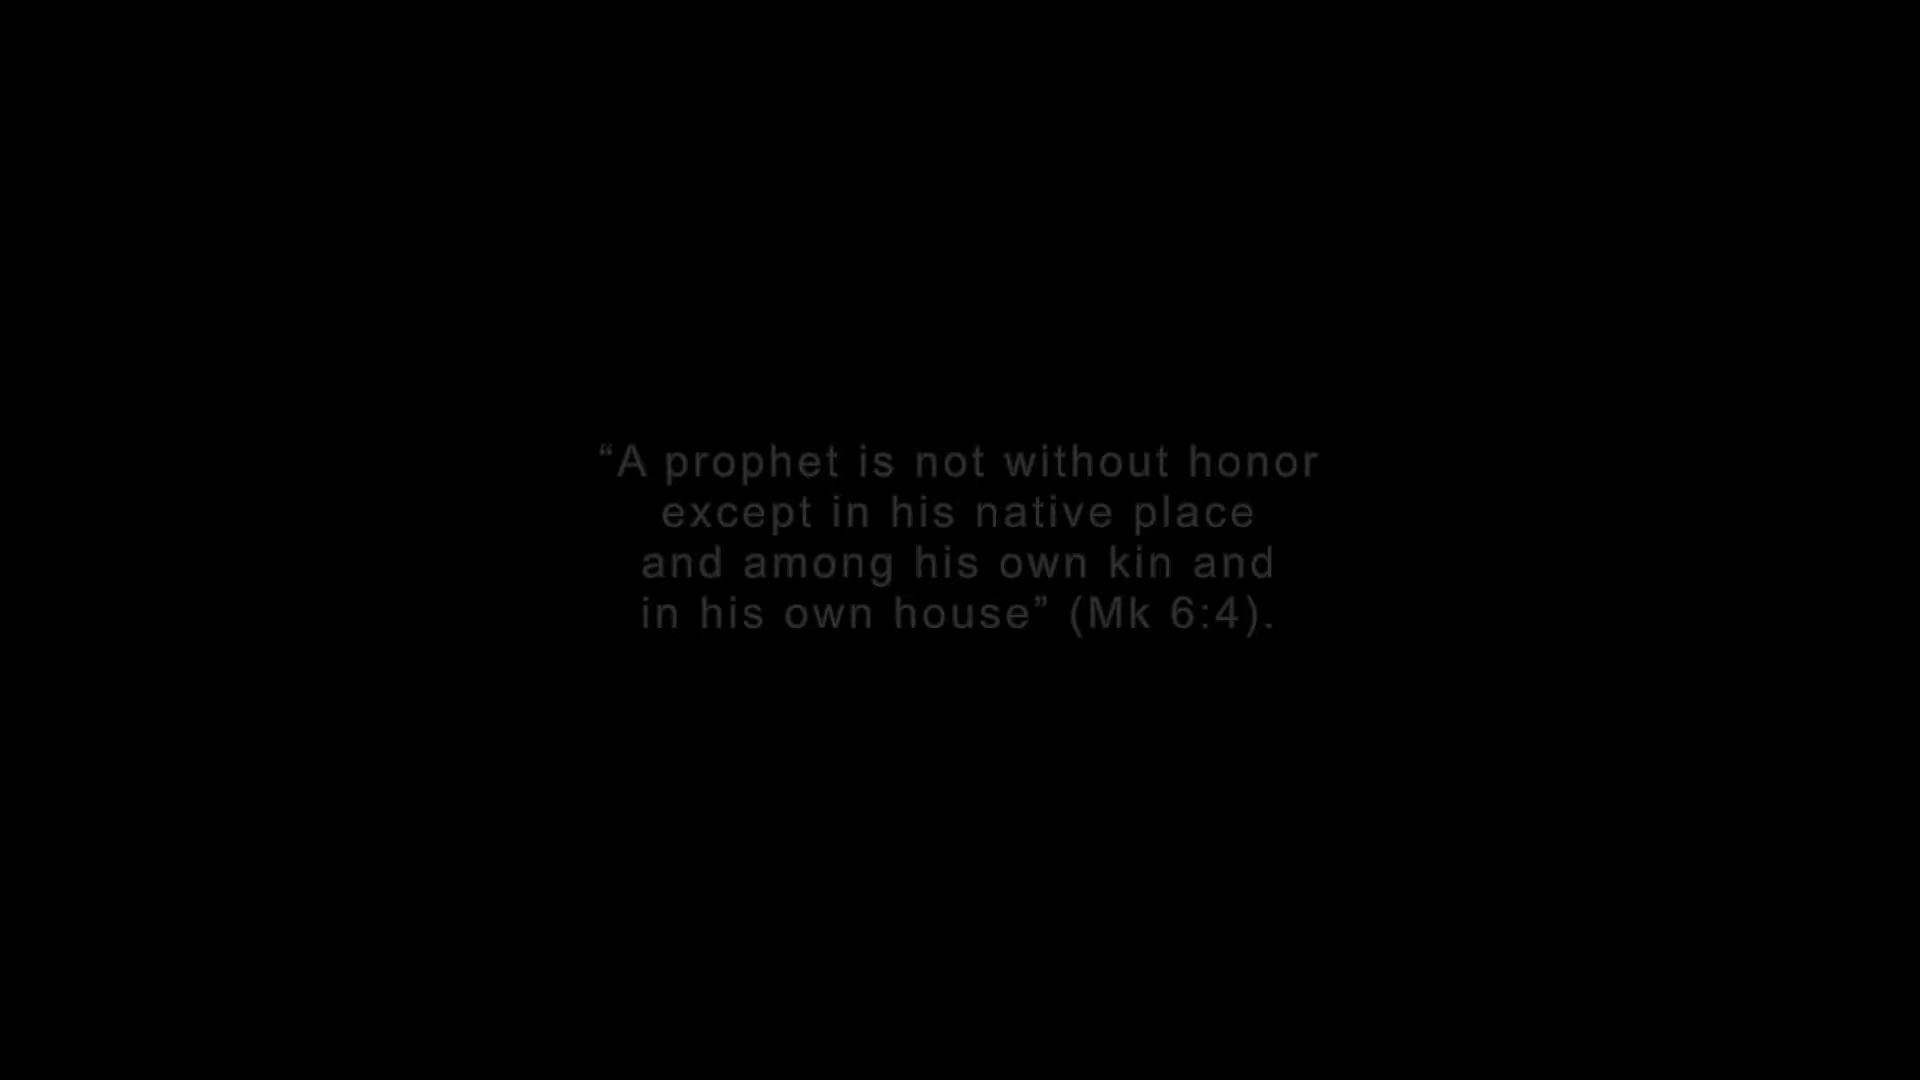 “A prophet is not without honor
except in his native place
and among his own kin and
in his own house” (Mk 6:4).